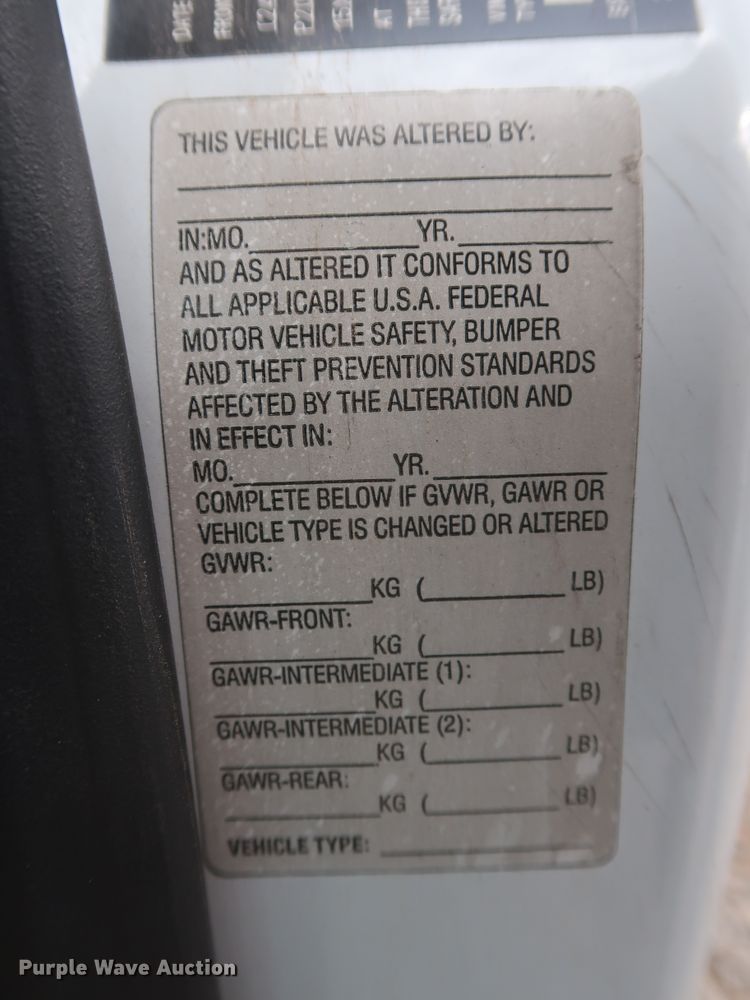 DATE
THIS VEHICLE WAS ALTERED BY:
IN:MO. YR.
AND AS ALTERED IT CONFORMS TO
ALL APPLICABLE U.S.A. FEDERAL
MOTOR VEHICLE SAFETY, BUMPER
AND THEFT PREVENTION STANDARDS
AFFECTED BY THE ALTERATION AND
IN EFFECT IN:
MO. YR.
COMPLETE BELOW IF GVWR, GAWR OR
VEHICLE TYPE IS CHANGED OR ALTERED
GVWR:
KG ( LB)
GAWR-FRONT:
KG ( LB)
GAWR-INTERMEDIATE (1):
KG ( LB)
GAWR-INTERMEDIATE (2):
KG ( LB)
GAWR-REAR:
KG ( LB)
VEHICLE TYPE:
Purple Wave Auction